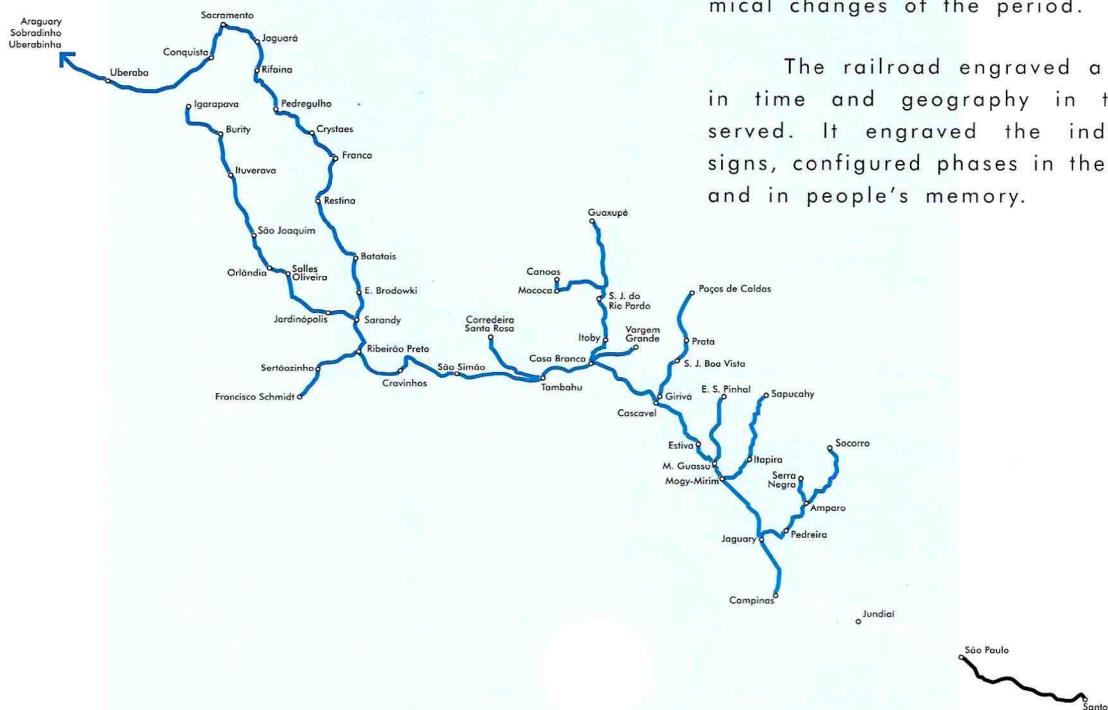 mical changes of the period.
The railroad engraved a
in time and geography in t
served. It engraved the ind
signs, configured phases in the
and in people's memory.
Araguary
Sobradinho
Uberabinha
Uberaba
Conquista
Sacramento
Jaguará
Rifaina
Pedregulho
Crystaes
Franca
Restina
Batatais
E. Brodowki
Sarandy
Igarapava
Burity
Ituverava
São Joaquim
Orlândia
Salles
Oliveira
Jardinópolis
Ribeirão Preto
Sertãozinho
Francisco Schmidt
Cravinhos
São Simão
Corredeira
Santa Rosa
Tambahu
Casa Branca
Guaxupé
Canoas
Mococa
S. J. do
Rio Pardo
Itoby
Vargem
Grande
Poços de Caldas
Prata
S. J. Boa Vista
Girivá
Cascavel
E. S. Pinhal
Sapucahy
Estiva
M. Guassu
Mogy-Mirim
Itapira
Socorro
Serra
Negra
Amparo
Pedreira
Jaguary
Campinas
Jundiaí
São Paulo
Santo